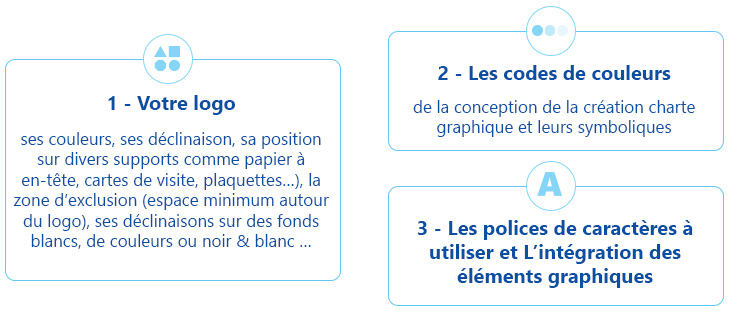 1 - Votre logo
ses couleurs, ses déclinaison, sa position
sur divers supports comme papier à
en-tête, cartes de visite, plaquettes...), la
zone d'exclusion (espace minimum autour
du logo), ses déclinaisons sur des fonds
blancs, de couleurs ou noir & blanc ...
2 - Les codes de couleurs
de la conception de la création charte
graphique et leurs symboliques
A
3 - Les polices de caractères à
utiliser et L'intégration des
éléments graphiques